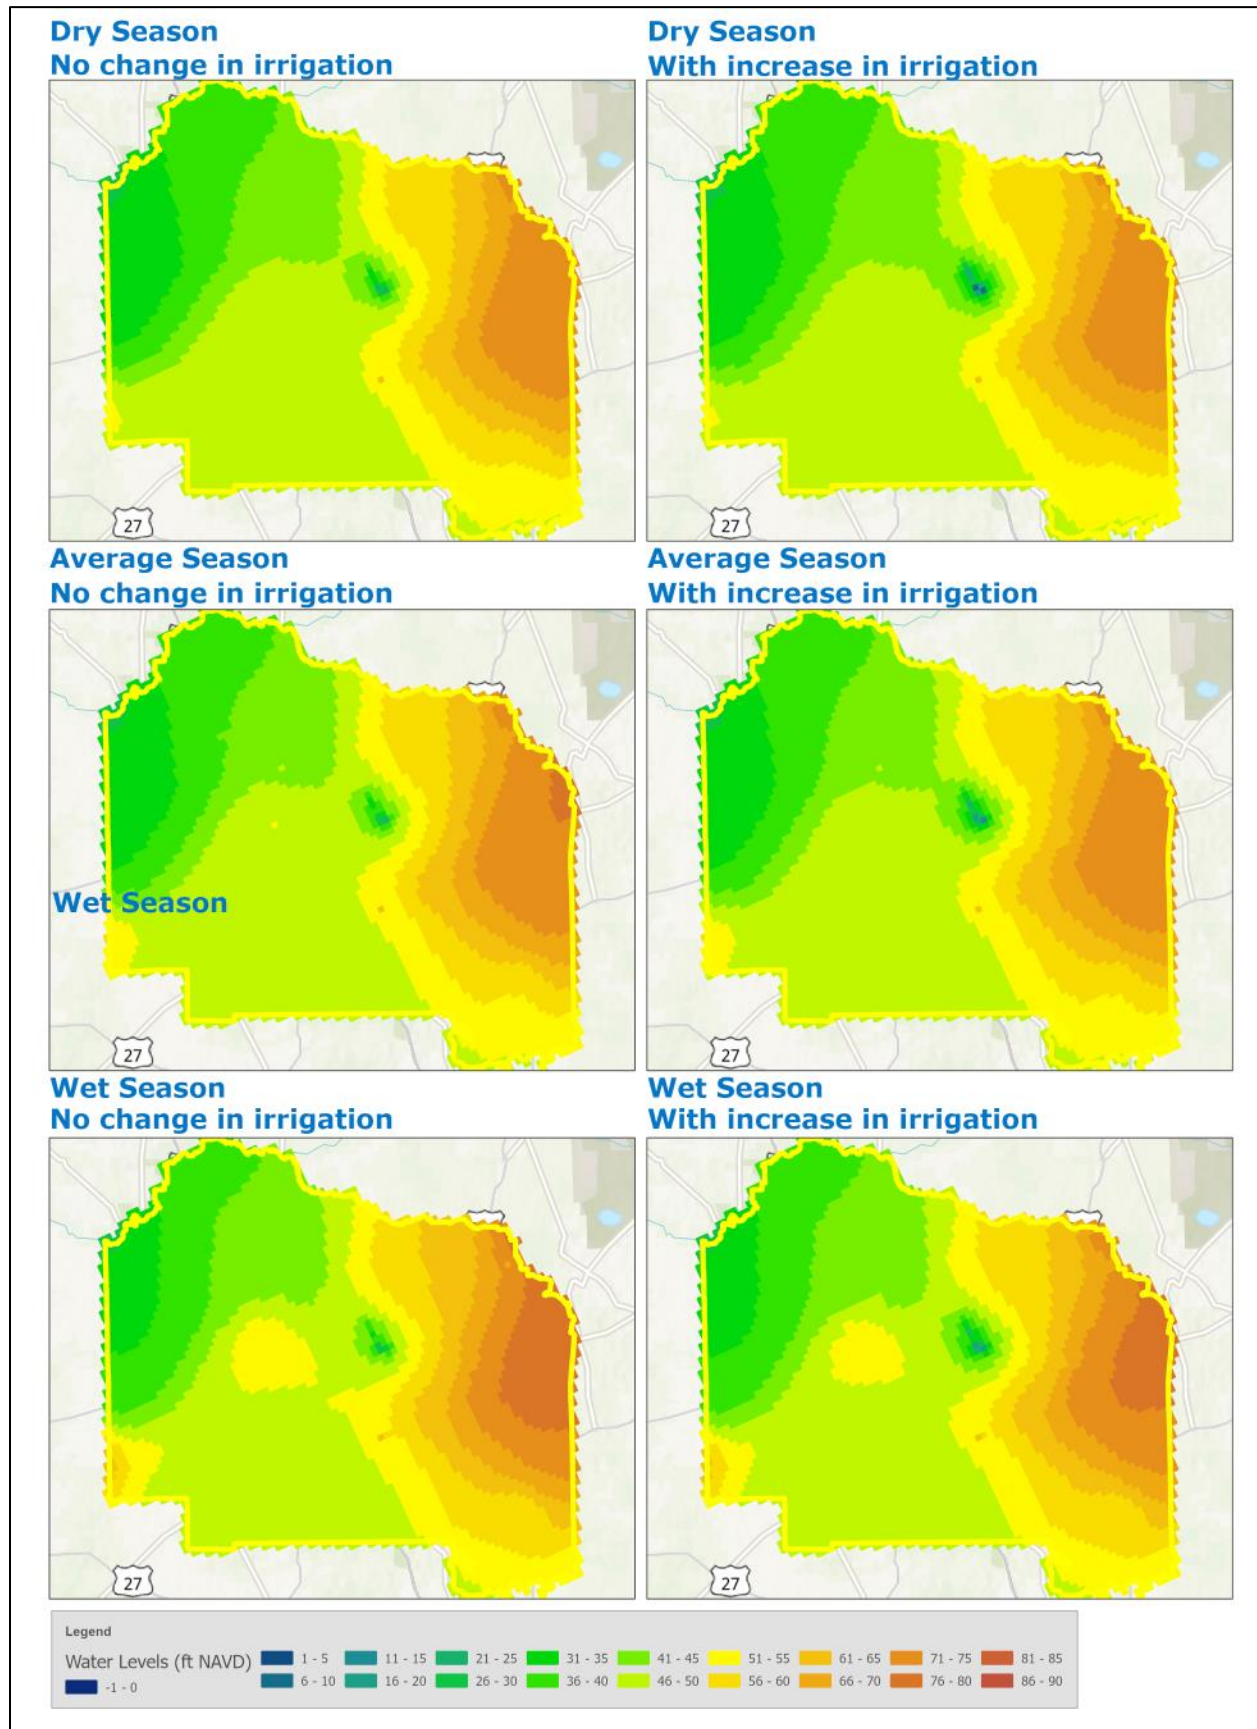 Dry Season
No change in irrigation
Dry Season
With increase in irrigation
27
27
Average Season
No change in irrigation
Average Season
With increase in irrigation
Wet Season
27
27
Wet Season
No change in irrigation
Wet Season
With increase in irrigation
27
27
Legend
Water Levels (ft NAVD)
-1 - 0
1 - 5
6 - 10
11 - 15
16 - 20
21 - 25
26 - 30
31 - 35
36 - 40
41 - 45
46 - 50
51 - 55
56 - 60
61 - 65
66 - 70
71 - 75
76 - 80
81 - 85
86 - 90